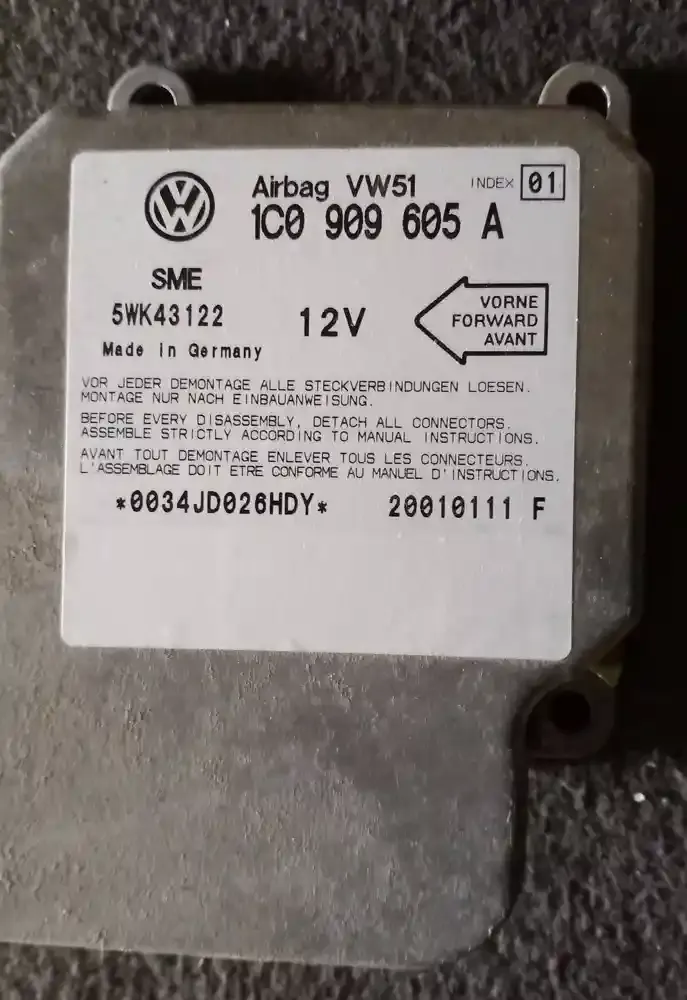 Airbag VW51 INDEX 01
1C0 909 605 A
SME
5WK43122
12V
VORNE
FORWARD
AVANT
Made in Germany
VOR JEDER DEMONTAGE ALLE STECKVERBINDUNGEN LOESEN.
MONTAGE NUR NACH EINBAUANWEISUNG.
BEFORE EVERY DISASSEMBLY, DETACH ALL CONNECTORS.
ASSEMBLE STRICTLY ACCORDING TO MANUAL INSTRUCTIONS.
AVANT TOUT DEMONTAGE ENLEVER TOUS LES CONNECTEURS.
L'ASSEMBLAGE DOIT ETRE CONFORME AU MANUEL D'INSTRUCTIONS.
*0034JD026HDY* 20010111 F